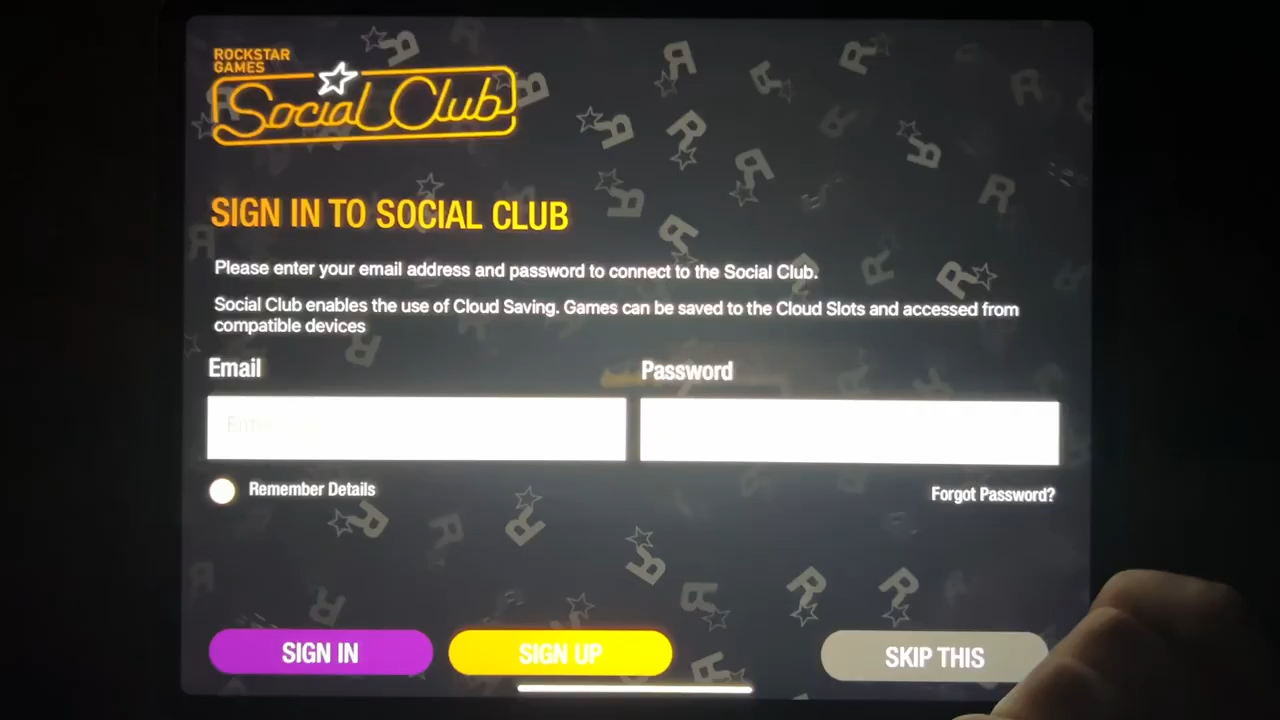 ROCKSTAR
GAMES
Social Club
SIGN IN TO SOCIAL CLUB
Please enter your email address and password to connect to the Social Club.
Social Club enables the use of Cloud Saving. Games can be saved to the Cloud Slots and accessed from
compatible devices
Email
Password
Remember Details
Forgot Password?
SIGN IN
SIGN UP
SKIP THIS